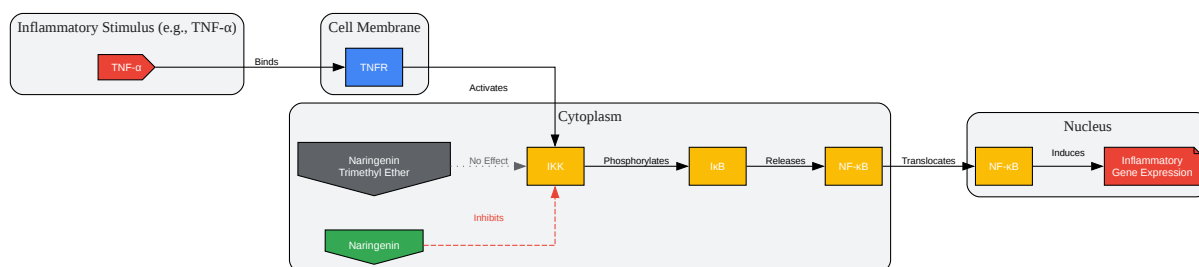 Inflammatory Stimulus (e.g., TNF-α)
Cell Membrane
TNF-α
Binds
TNFR
Activates
Cytoplasm
Nucleus
Naringenin
Trimethyl Ether
No Effect
IKK
Phosphorylates
IκB
Releases
NF-κB
Translocates
NF-κB
Induces
Inflammatory
Gene Expression
Inhibits
Naringenin